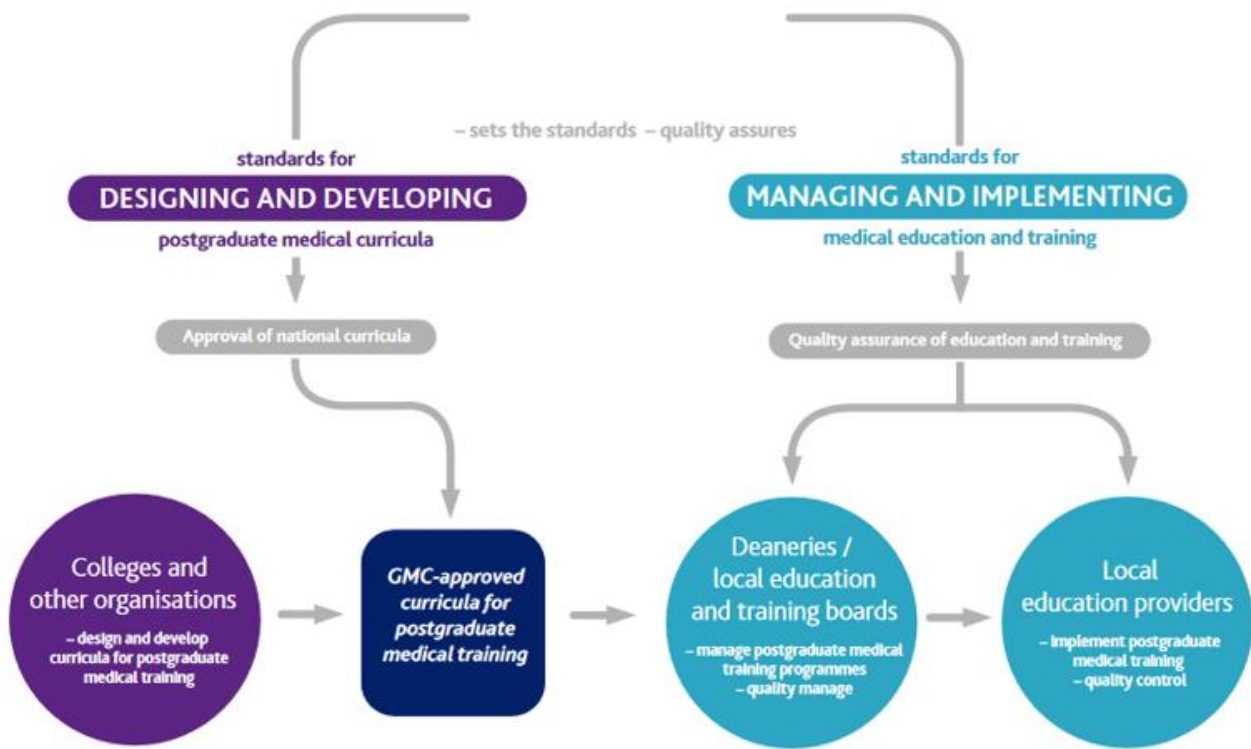 – sets the standards – quality assures
standards for
DESIGNING AND DEVELOPING
postgraduate medical curricula
standards for
MANAGING AND IMPLEMENTING
medical education and training
Approval of national curricula
Quality assurance of education and training
Colleges and
other organisations
– design and develop
curricula for postgraduate
medical training
GMC-approved
curricula for
postgraduate
medical training
Deaneries /
local education
and training boards
– manage postgraduate medical
training programmes
– quality manage
Local
education providers
– implement postgraduate
medical training
– quality control